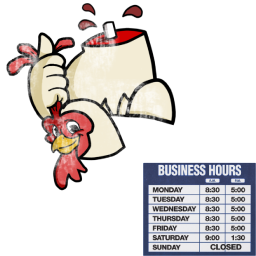 BUSINESS HOURS
A.M. P.M.
MONDAY 8:30 5:00
TUESDAY 8:30 5:00
WEDNESDAY 8:30 5:00
THURSDAY 8:30 5:00
FRIDAY 8:30 5:00
SATURDAY 9:00 1:30
SUNDAY CLOSED